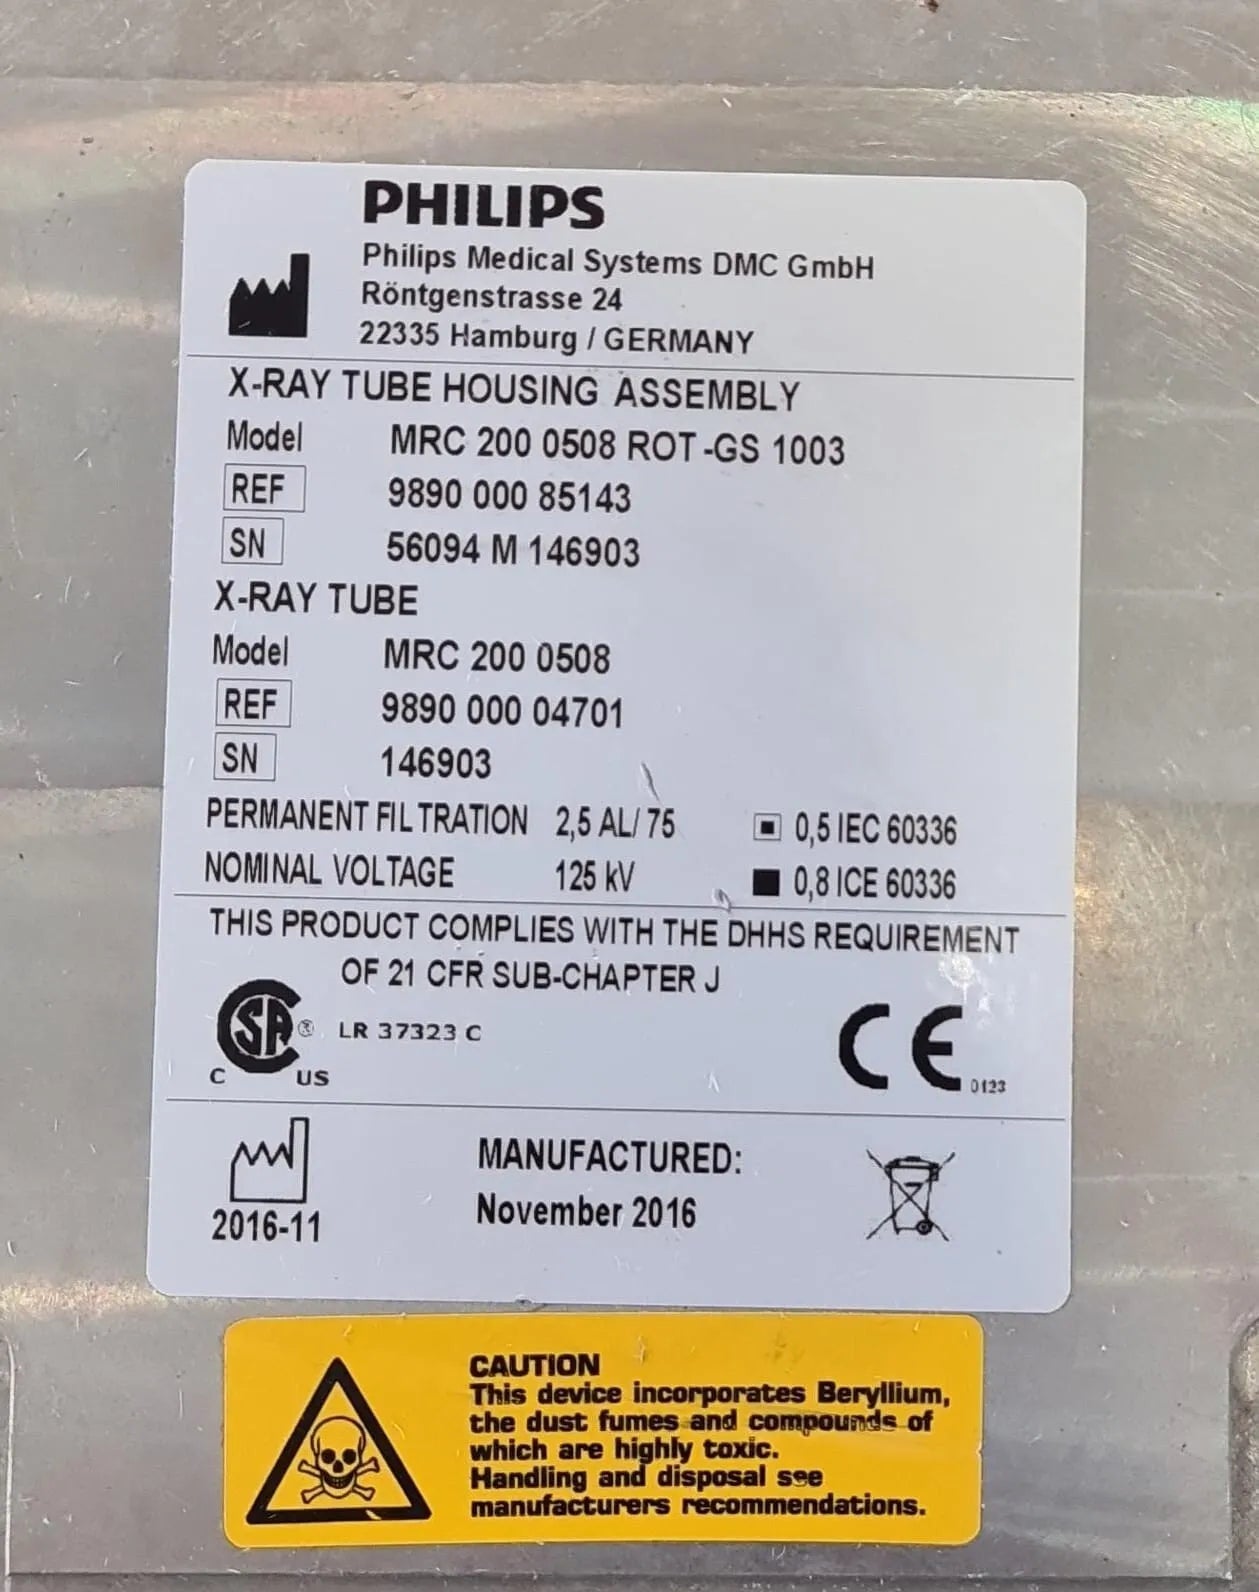 PHILIPS
Philips Medical Systems DMC GmbH
Röntgenstrasse 24
22335 Hamburg / GERMANY
X-RAY TUBE HOUSING ASSEMBLY
Model MRC 200 0508 ROT -GS 1003
REF 9890 000 85143
SN 56094 M 146903
X-RAY TUBE
Model MRC 200 0508
REF 9890 000 04701
SN 146903
PERMANENT FILTRATION 2,5 AL/ 75 0,5 IEC 60336
NOMINAL VOLTAGE 125 kV 0,8 ICE 60336
THIS PRODUCT COMPLIES WITH THE DHHS REQUIREMENT
OF 21 CFR SUB-CHAPTER J
CSA ® LR 37323 C
C US
CE 0123
MANUFACTURED:
2016-11 November 2016
CAUTION
This device incorporates Beryllium,
the dust fumes and compounds of
which are highly toxic.
Handling and disposal see
manufacturers recommendations.